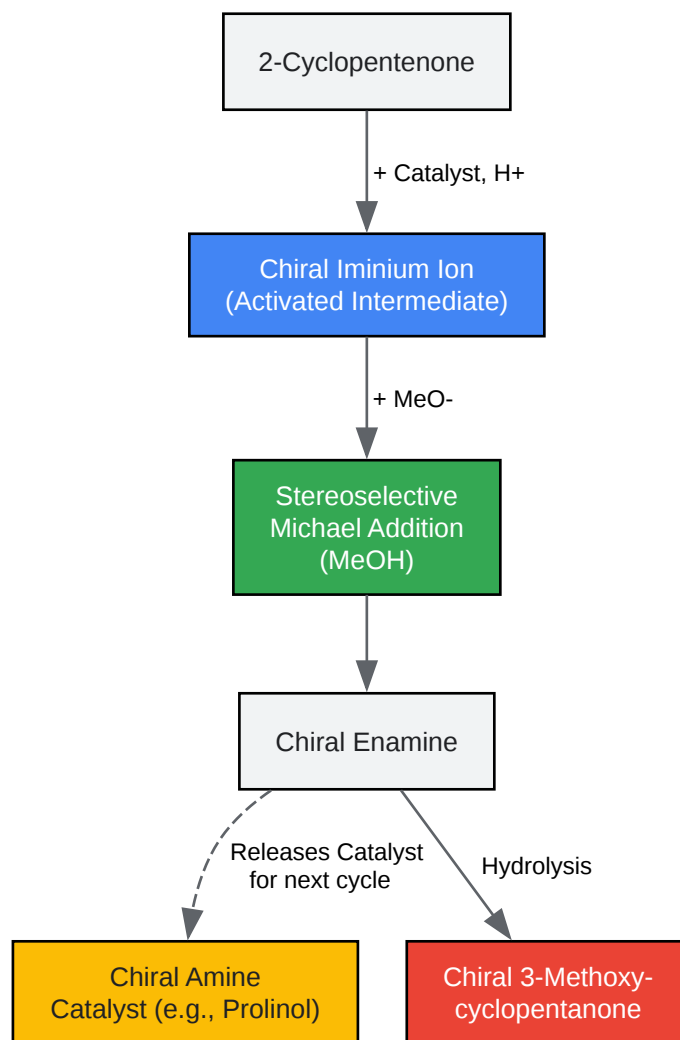 2-Cyclopentenone
+ Catalyst, H+
Chiral Iminium Ion
(Activated Intermediate)
+ MeO-
Stereoselective
Michael Addition
(MeOH)
Chiral Enamine
Releases Catalyst
for next cycle
Hydrolysis
Chiral Amine
Catalyst (e.g., Prolinol)
Chiral 3-Methoxy-
cyclopentanone